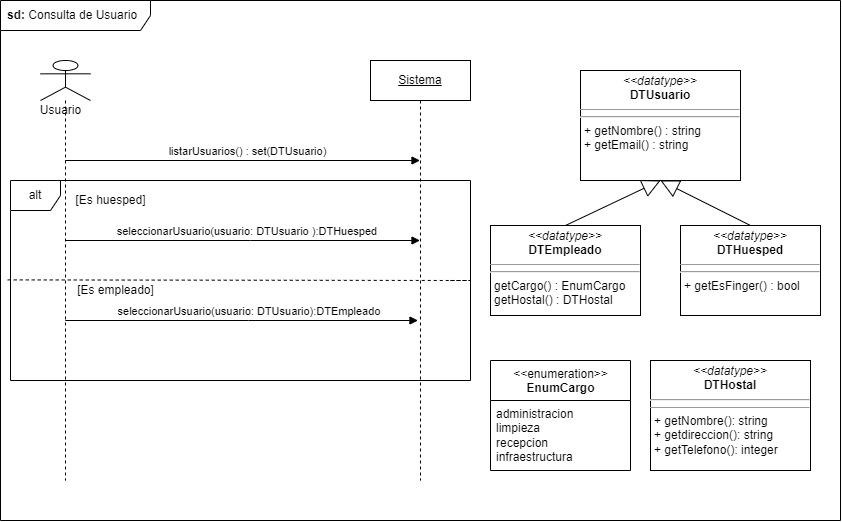 sd: Consulta de Usuario
Usuario
Sistema
listarUsuarios() : set(DTUsuario)
alt
[Es huesped]
seleccionarUsuario(usuario: DTUsuario ):DTHuesped
[Es empleado]
seleccionarUsuario(usuario: DTUsuario):DTEmpleado
<<datatype>>
DTUsuario
+ getNombre() : string
+ getEmail() : string
<<datatype>>
DTEmpleado
getCargo() : EnumCargo
getHostal() : DTHostal
<<datatype>>
DTHuesped
+ getEsFinger() : bool
<<enumeration>>
EnumCargo
administracion
limpieza
recepcion
infraestructura
<<datatype>>
DTHostal
+ getNombre(): string
+ getdireccion(): string
+ getTelefono(): integer